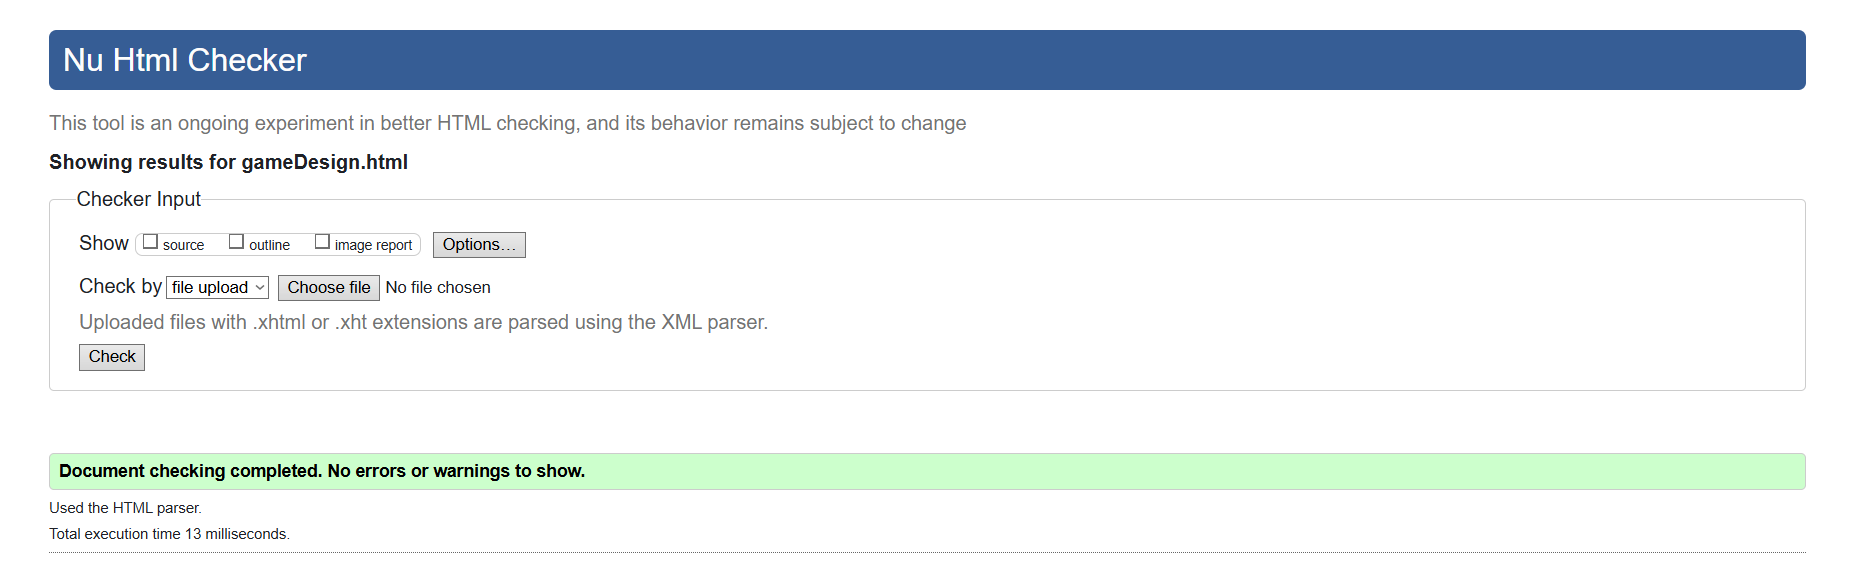 Nu Html Checker
This tool is an ongoing experiment in better HTML checking, and its behavior remains subject to change
Showing results for gameDesign.html
Checker Input
Show source outline image report Options...
Check by file upload Choose file No file chosen
Uploaded files with .xhtml or .xht extensions are parsed using the XML parser.
Check
Document checking completed. No errors or warnings to show.
Used the HTML parser.
Total execution time 13 milliseconds.